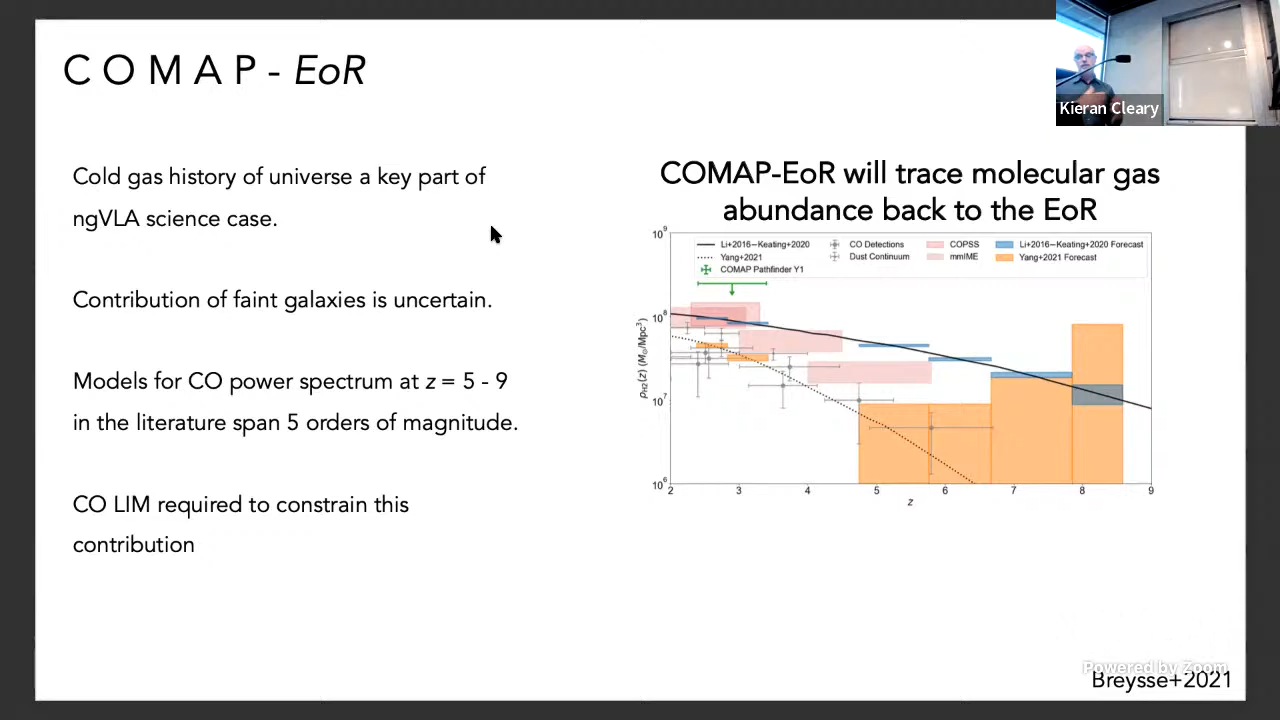 COMAP-EoR
Kieran Cleary
Cold gas history of universe a key part of
ngVLA science case.
Contribution of faint galaxies is uncertain.
Models for CO power spectrum at z = 5 - 9
in the literature span 5 orders of magnitude.
CO LIM required to constrain this
contribution
COMAP-EoR will trace molecular gas
abundance back to the EoR
Li+2016−Keating+2020
Yang+2021
COMAP Pathfinder Y1
CO Detections
Dust Continuum
COPSS
mmIME
Li+2016−Keating+2020 Forecast
Yang+2021 Forecast
10⁹
10⁸
10⁷
10⁶
ρH2(z) (M⊙/Mpc³)
2 3 4 5 6 7 8 9
z
Powered by Zoom
Breysse+2021